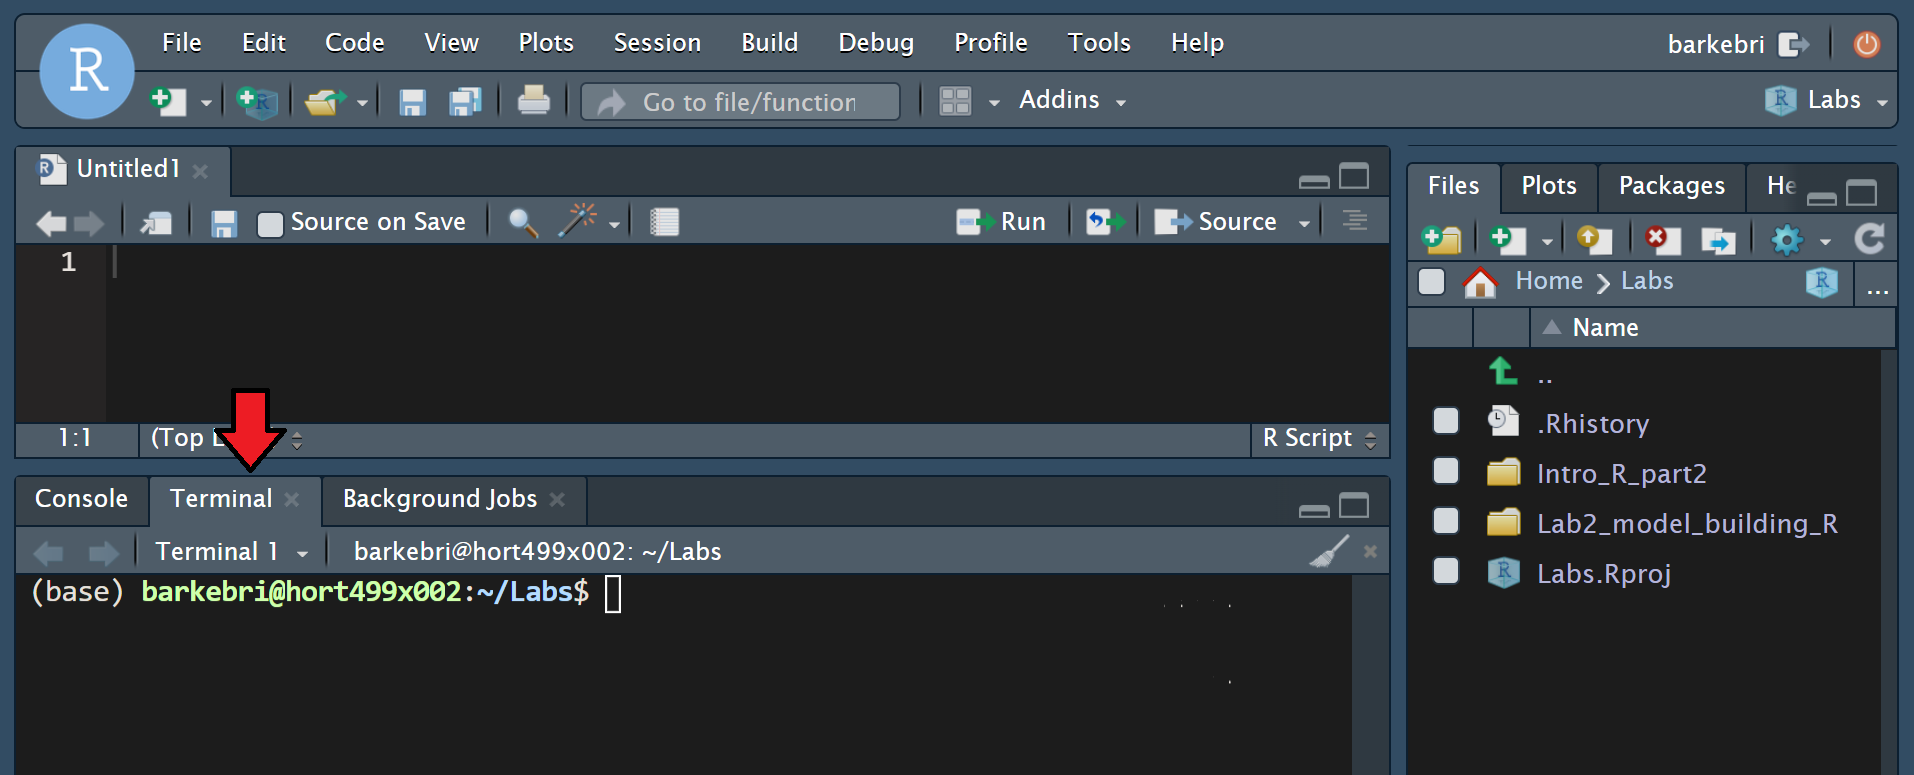 R
File Edit Code View Plots Session Build Debug Profile Tools Help
barkebri
Go to file/function
Addins
R Labs
R Untitled1
Source on Save
Run
Source
1
1:1
(Top
R Script
Console
Terminal
Background Jobs
Terminal 1
barkebri@hort499x002: ~/Labs
(base) barkebri@hort499x002:~/Labs$
Files Plots Packages He
Home Labs
R
...
Name
..
.Rhistory
Intro_R_part2
Lab2_model_building_R
R Labs.Rproj